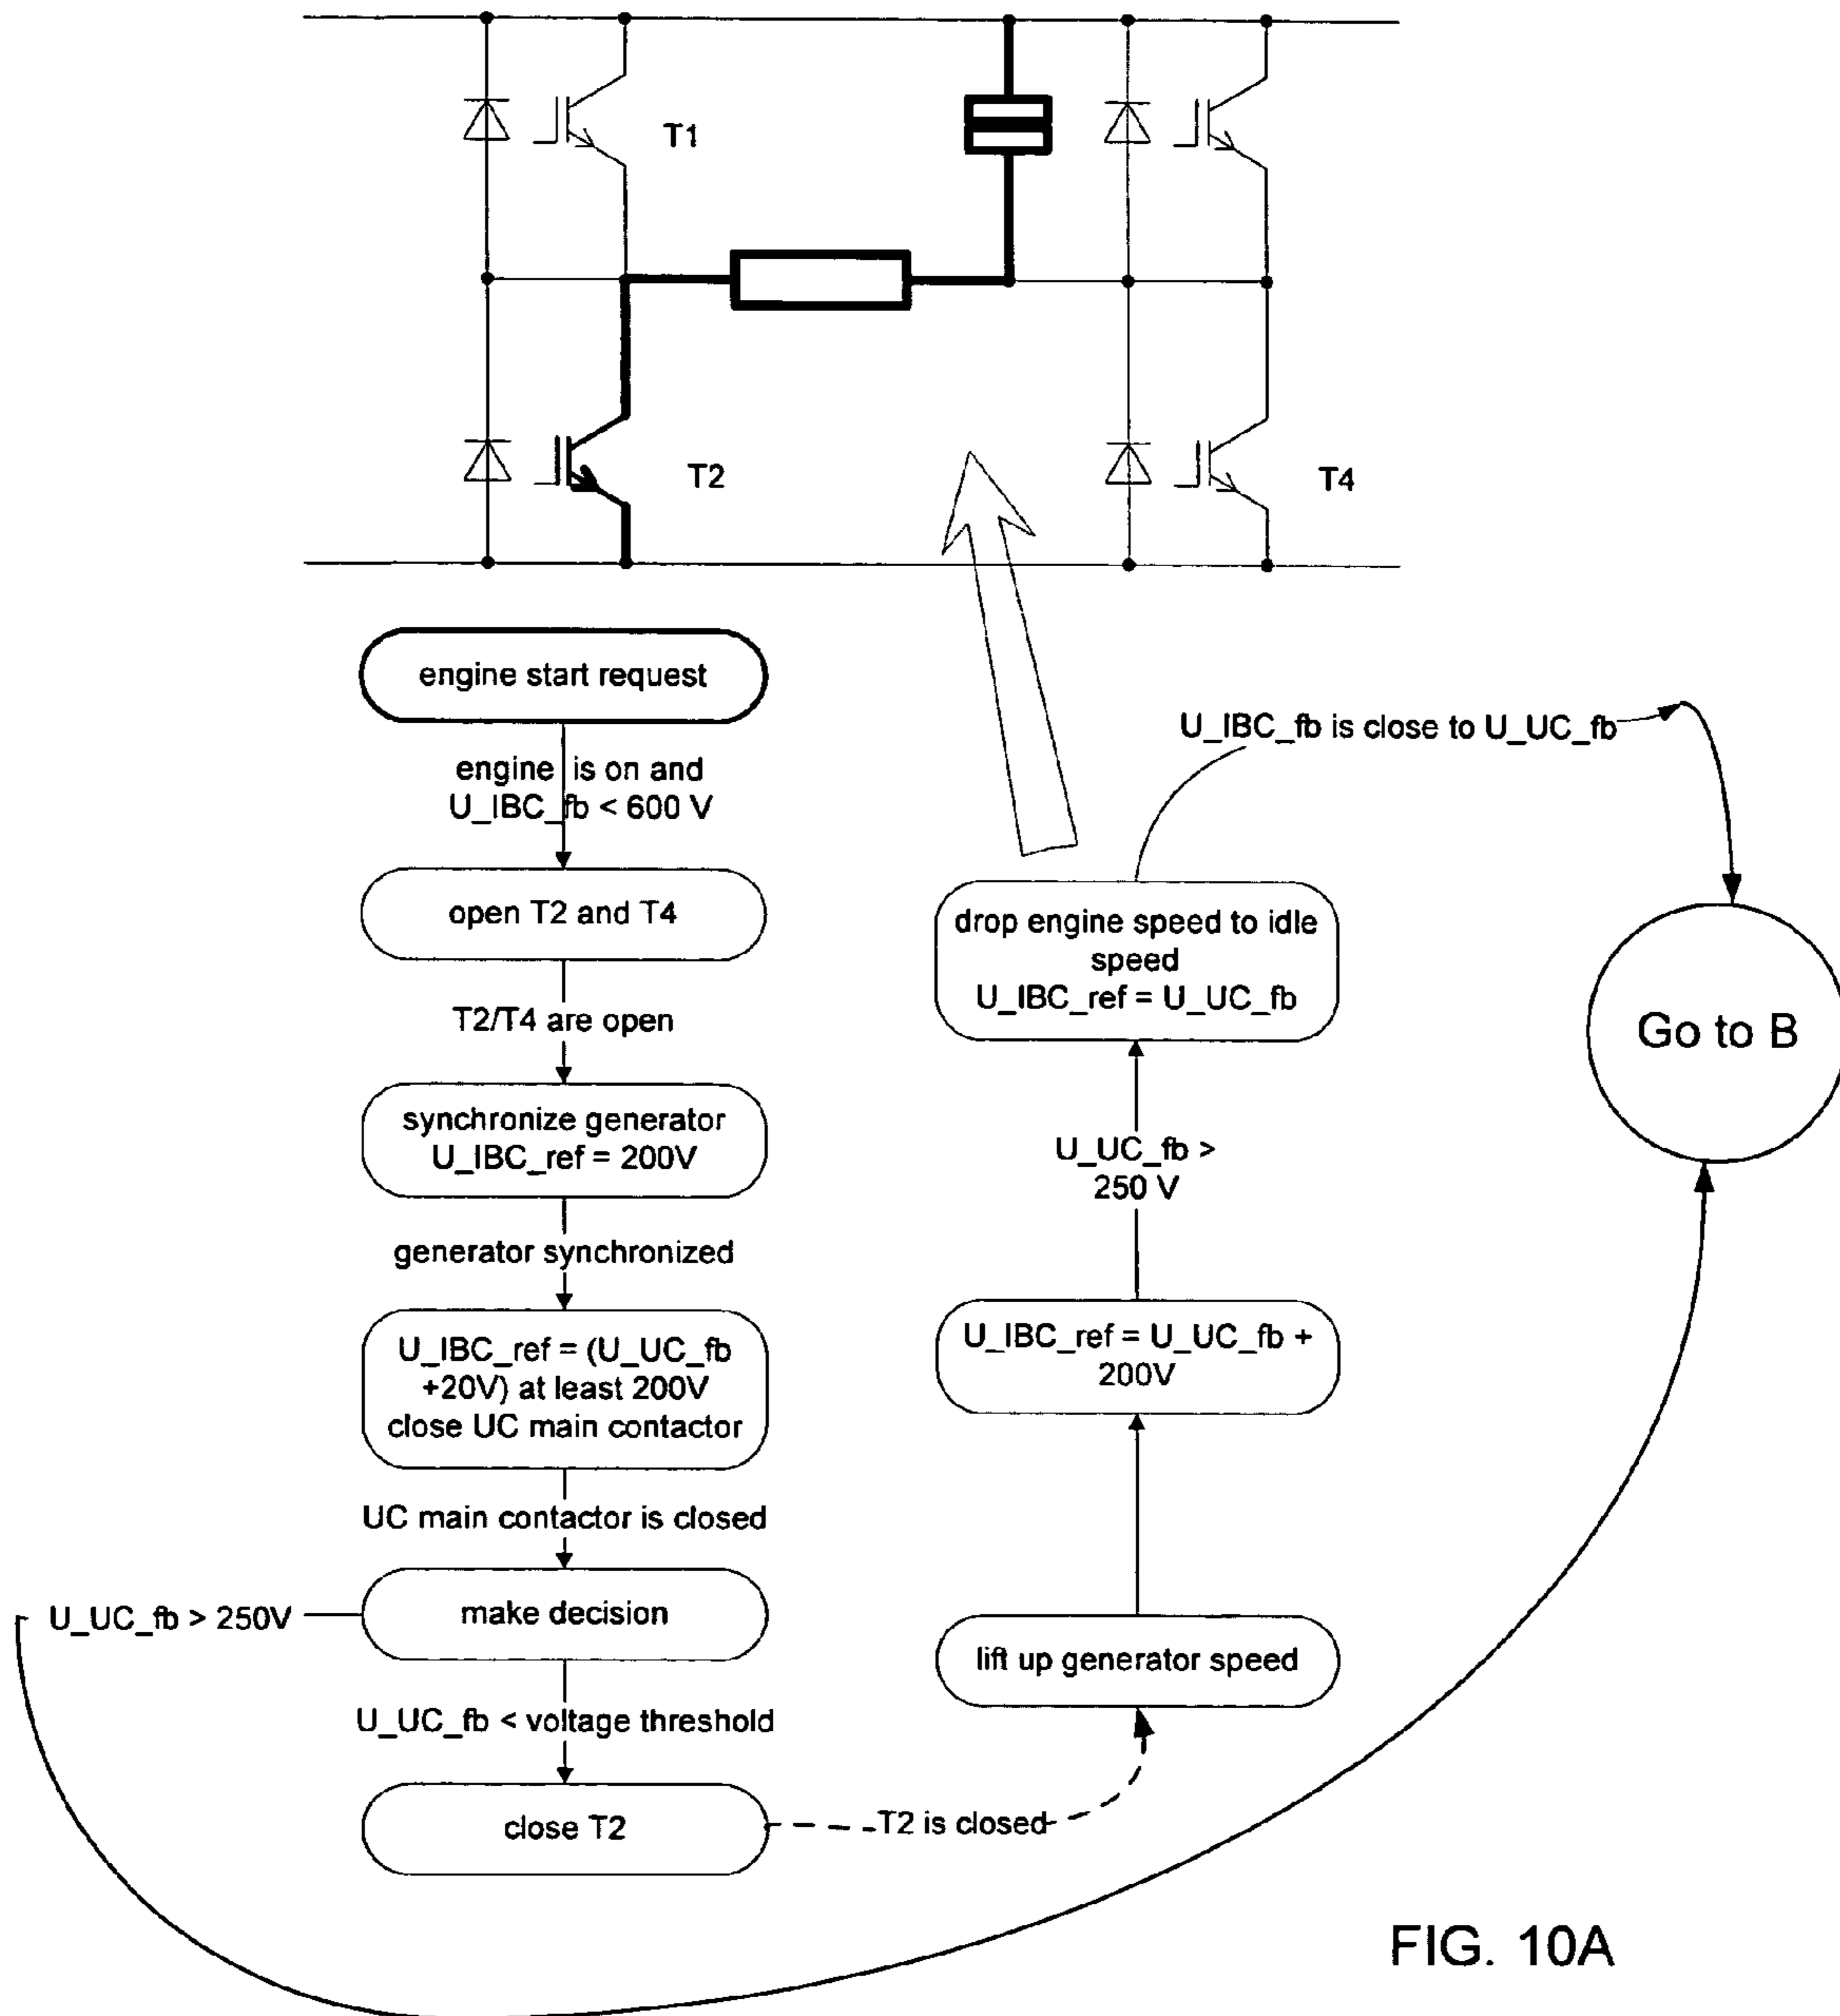 T1
T2
T4
engine start request
engine is on and
U_IBC_fb < 600 V
open T2 and T4
T2/T4 are open
synchronize generator
U_IBC_ref = 200V
generator synchronized
U_IBC_ref = (U_UC_fb
+20V) at least 200V
close UC main contactor
UC main contactor is closed
make decision
U_UC_fb > 250V
U_UC_fb < voltage threshold
close T2
T2 is closed
lift up generator speed
U_IBC_ref = U_UC_fb +
200V
U_UC_fb >
250 V
drop engine speed to idle
speed
U_IBC_ref = U_UC_fb
U_IBC_fb is close to U_UC_fb
Go to B
FIG. 10A